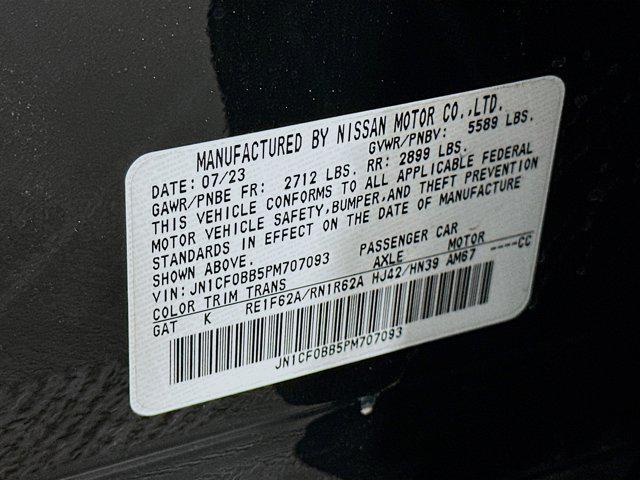 MANUFACTURED BY NISSAN MOTOR CO.,LTD.
DATE: 07/23 GVWR/PNBV: 5589 LBS.
GAWR/PNBE FR: 2712 LBS. RR: 2899 LBS.
THIS VEHICLE CONFORMS TO ALL APPLICABLE FEDERAL
MOTOR VEHICLE SAFETY,BUMPER,AND THEFT PREVENTION
STANDARDS IN EFFECT ON THE DATE OF MANUFACTURE
SHOWN ABOVE.
VIN: JN1CF0BB5PM707093 PASSENGER CAR
COLOR TRIM TRANS AXLE MOTOR ----CC
GAT K RE1F62A/RN1R62A HJ42/HN39 AM67
JN1CF0BB5PM707093